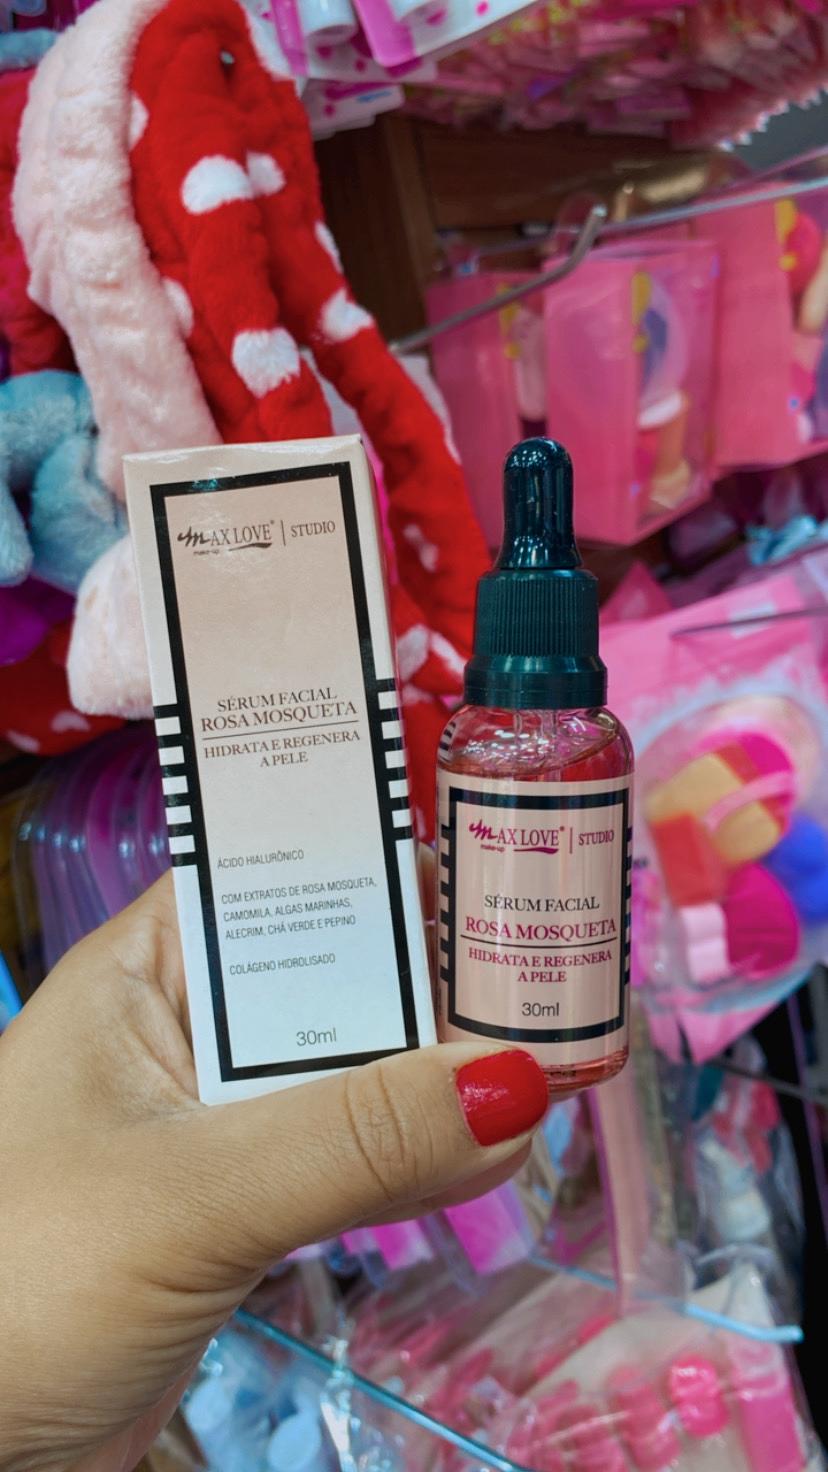 MAX LOVE® | STUDIO
make-up
SÉRUM FACIAL
ROSA MOSQUETA
HIDRATA E REGENERA
A PELE
ÁCIDO HIALURÔNICO
COM EXTRATOS DE ROSA MOSQUETA,
CAMOMILA, ALGAS MARINHAS,
ALECRIM, CHÁ VERDE E PEPINO
COLÁGENO HIDROLISADO
30ml
MAX LOVE® | STUDIO
make-up
SÉRUM FACIAL
ROSA MOSQUETA
HIDRATA E REGENERA
A PELE
30ml